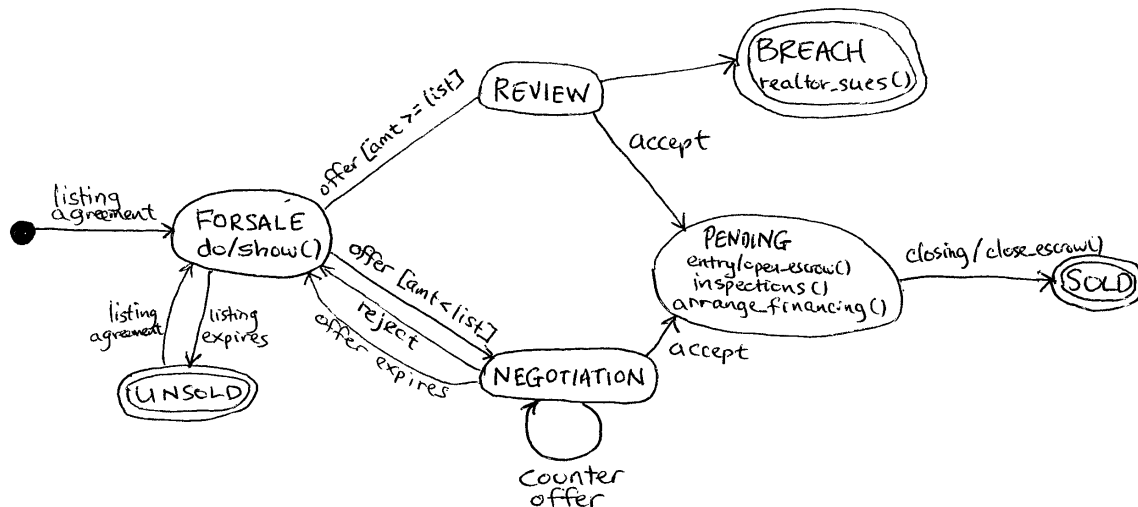 BREACH
realtor_sues()
REVIEW
offer [amt >= list]
accept
listing
agreement
FORSALE
do/show()
PENDING
entry/open_escrow()
inspections()
arrange_financing()
closing/close_escrow()
SOLD
offer [amt < list]
reject
offer expires
listing
agreement
listing
expires
accept
NEGOTIATION
UNSOLD
counter
offer